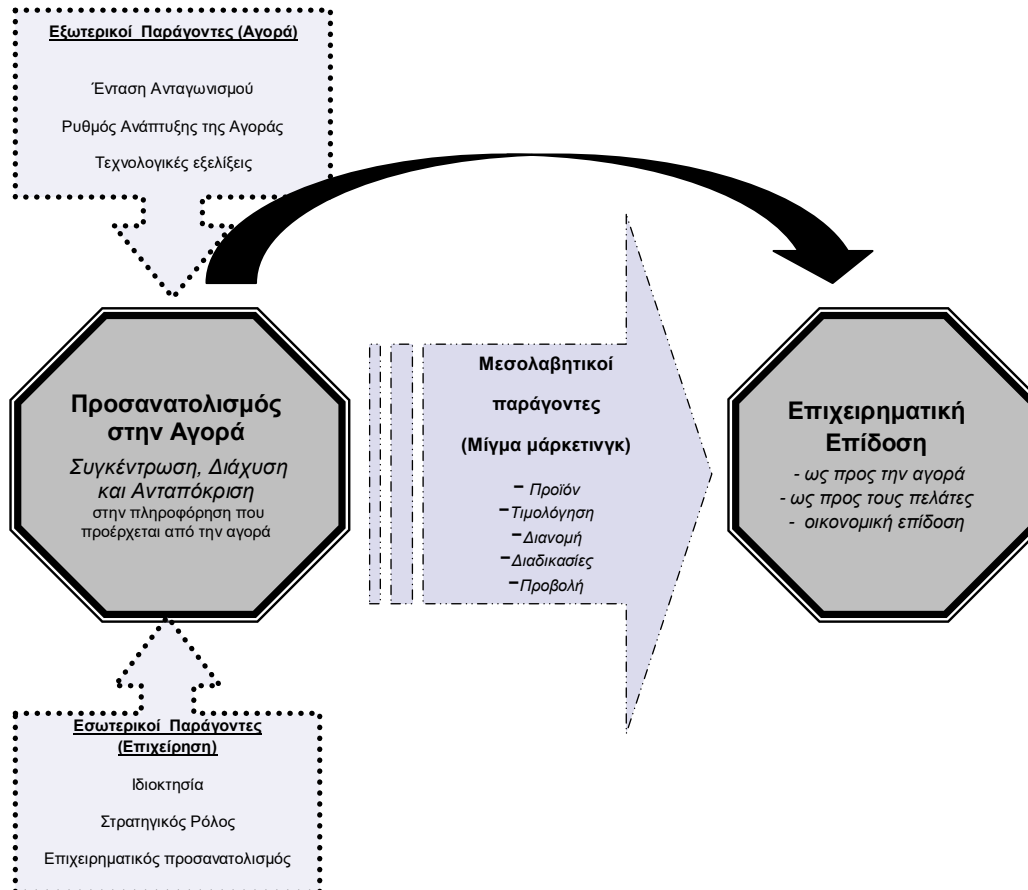 Εξωτερικοί Παράγοντες (Αγορά)
Ένταση Ανταγωνισμού
Ρυθμός Ανάπτυξης της Αγοράς
Τεχνολογικές εξελίξεις
Προσανατολισμός
στην Αγορά
Συγκέντρωση, Διάχυση
και Ανταπόκριση
στην πληροφόρηση που
προέρχεται από την αγορά
Μεσολαβητικοί
παράγοντες
(Μίγμα μάρκετινγκ)
- Προϊόν
-Τιμολόγηση
-Διανομή
-Διαδικασίες
-Προβολή
Επιχειρηματική
Επίδοση
- ως προς την αγορά
- ως προς τους πελάτες
- οικονομική επίδοση
Εσωτερικοί Παράγοντες
(Επιχείρηση)
Ιδιοκτησία
Στρατηγικός Ρόλος
Επιχειρηματικός προσανατολισμός